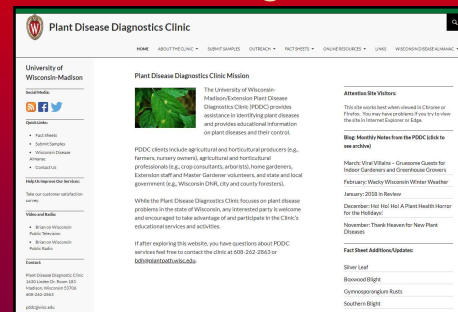 Plant Disease Diagnostics Clinic
HOME ABOUT THE CLINIC SUBMIT SAMPLES OUTREACH FACT SHEETS ONLINE RESOURCES LINKS WISCONSIN DISEASE ALMANAC
University of
Wisconsin-Madison
Social Media:
Quick Links:
Fact Sheets
Submit Samples
Wisconsin Disease
Almanac
Contact Us
Help Us Improve Our Services:
Take our customer satisfaction
survey.
Video and Radio:
Brian on Wisconsin
Public Television
Brian on Wisconsin
Public Radio
Contact:
Plant Disease Diagnostic Clinic
1630 Linden Dr. Room 183
Madison, Wisconsin 53706
608-262-2863
pddc@wisc.edu
Plant Disease Diagnostics Clinic Mission
The University of Wisconsin-
Madison/Extension Plant Disease
Diagnostics Clinic (PDDC) provides
assistance in identifying plant diseases
and provides educational information
on plant diseases and their control.
PDDC clients include agricultural and horticultural producers (e.g.,
farmers, nursery owners), agricultural and horticultural
professionals (e.g., crop consultants, arborists), home gardeners,
Extension staff and Master Gardener volunteers, and state and local
government (e.g., Wisconsin DNR, city and county foresters).
While the Plant Disease Diagnostics Clinic focuses on plant disease
problems in the state of Wisconsin, any interested party is welcome
and encouraged to take advantage of and participate in the Clinic's
educational services and activities.
If after exploring this website, you have questions about PDDC
services feel free to contact the clinic at 608-262-2863 or
bdh@plantpath.wisc.edu.
Attention Site Visitors:
This site works best when viewed in Chrome or
Firefox. You may have problems if you try to view
the site in Internet Explorer or Edge.
Blog: Monthly Notes from the PDDC (click to
see archive)
March: Viral Villains – Gruesome Guests for
Indoor Gardeners and Greenhouse Growers
February: Wacky Wisconsin Winter Weather
January: 2018 in Review
December: Ho! Ho! Ho! A Plant Health Horror
for the Holidays!
November: Thank Heaven for New Plant
Diseases
Fact Sheet Additions/Updates:
Silver Leaf
Boxwood Blight
Gymnosporangium Rusts
Southern Blight